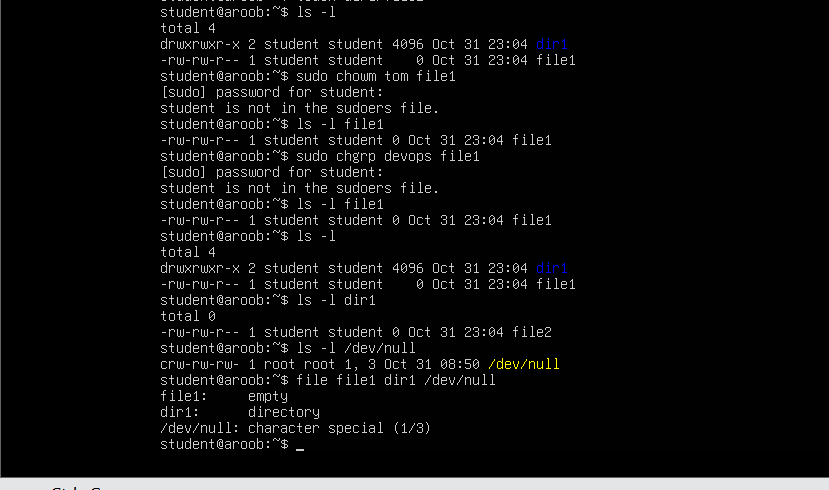 student@aroob:~$ ls -l
total 4
drwxrwxr-x 2 student student 4096 Oct 31 23:04 dir1
-rw-rw-r-- 1 student student    0 Oct 31 23:04 file1
student@aroob:~$ sudo chowm tom file1
[sudo] password for student:
student is not in the sudoers file.
student@aroob:~$ ls -l file1
-rw-rw-r-- 1 student student 0 Oct 31 23:04 file1
student@aroob:~$ sudo chgrp devops file1
[sudo] password for student:
student is not in the sudoers file.
student@aroob:~$ ls -l file1
-rw-rw-r-- 1 student student 0 Oct 31 23:04 file1
student@aroob:~$ ls -l
total 4
drwxrwxr-x 2 student student 4096 Oct 31 23:04 dir1
-rw-rw-r-- 1 student student    0 Oct 31 23:04 file1
student@aroob:~$ ls -l dir1
total 0
-rw-rw-r-- 1 student student 0 Oct 31 23:04 file2
student@aroob:~$ ls -l /dev/null
crw-rw-rw- 1 root root 1, 3 Oct 31 08:50 /dev/null
student@aroob:~$ file file1 dir1 /dev/null
file1:     empty
dir1:      directory
/dev/null: character special (1/3)
student@aroob:~$ _